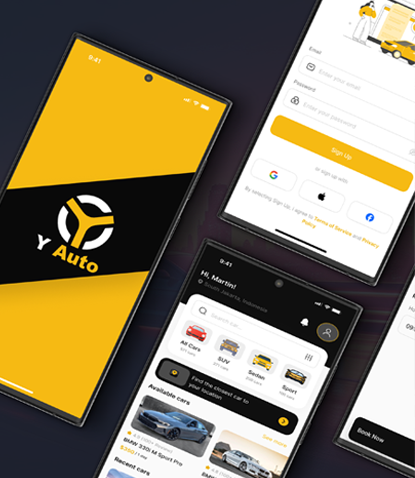 9:41
Y Auto
Email
Enter your email
Password
Enter your password
Sign Up
or sign up with
By selecting Sign Up, I agree to Terms of Service and Privacy
Policy
9:41
Hi, Martin!
South Jakarta, Indonesia
Search car...
All Cars
SUV
Sedan
Sport
Find the closest car to
your location
Available cars
See more
BMW 330i M Sport Pro
Recent cars
Book Now